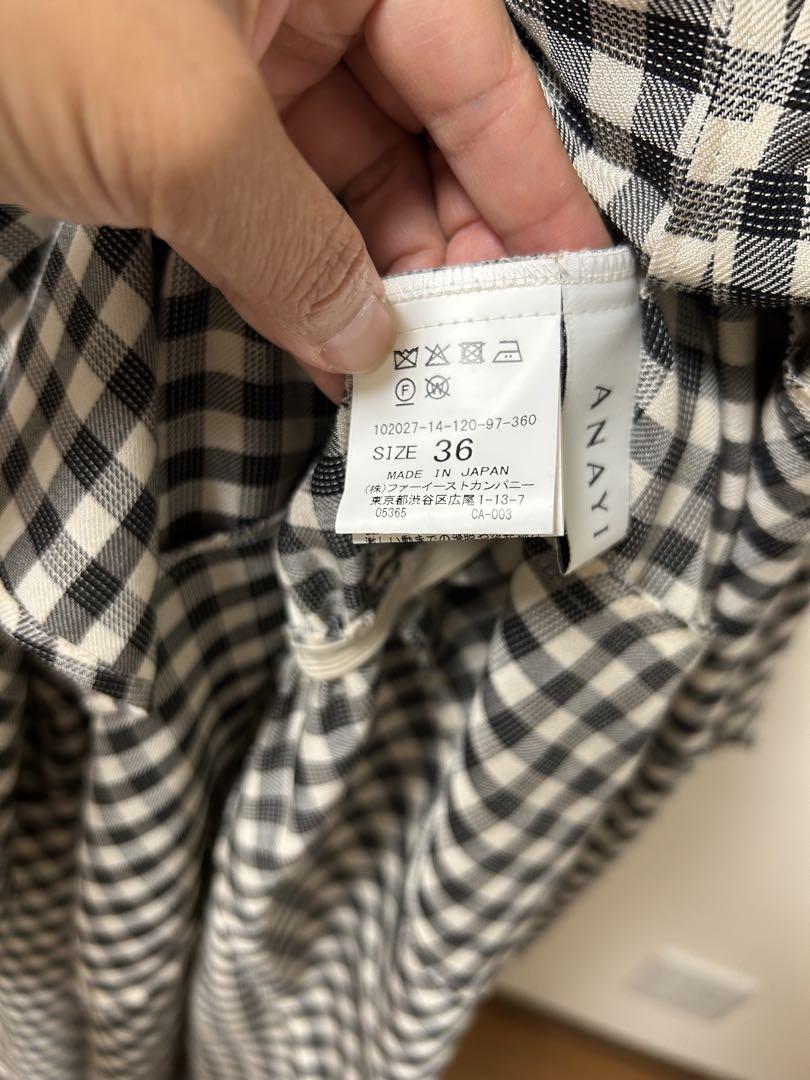 F
W
102027-14-120-97-360
SIZE 36
MADE IN JAPAN
(株)ファーイーストカンパニー
東京都渋谷区広尾1-13-7
05365 CA-003
ANAYI